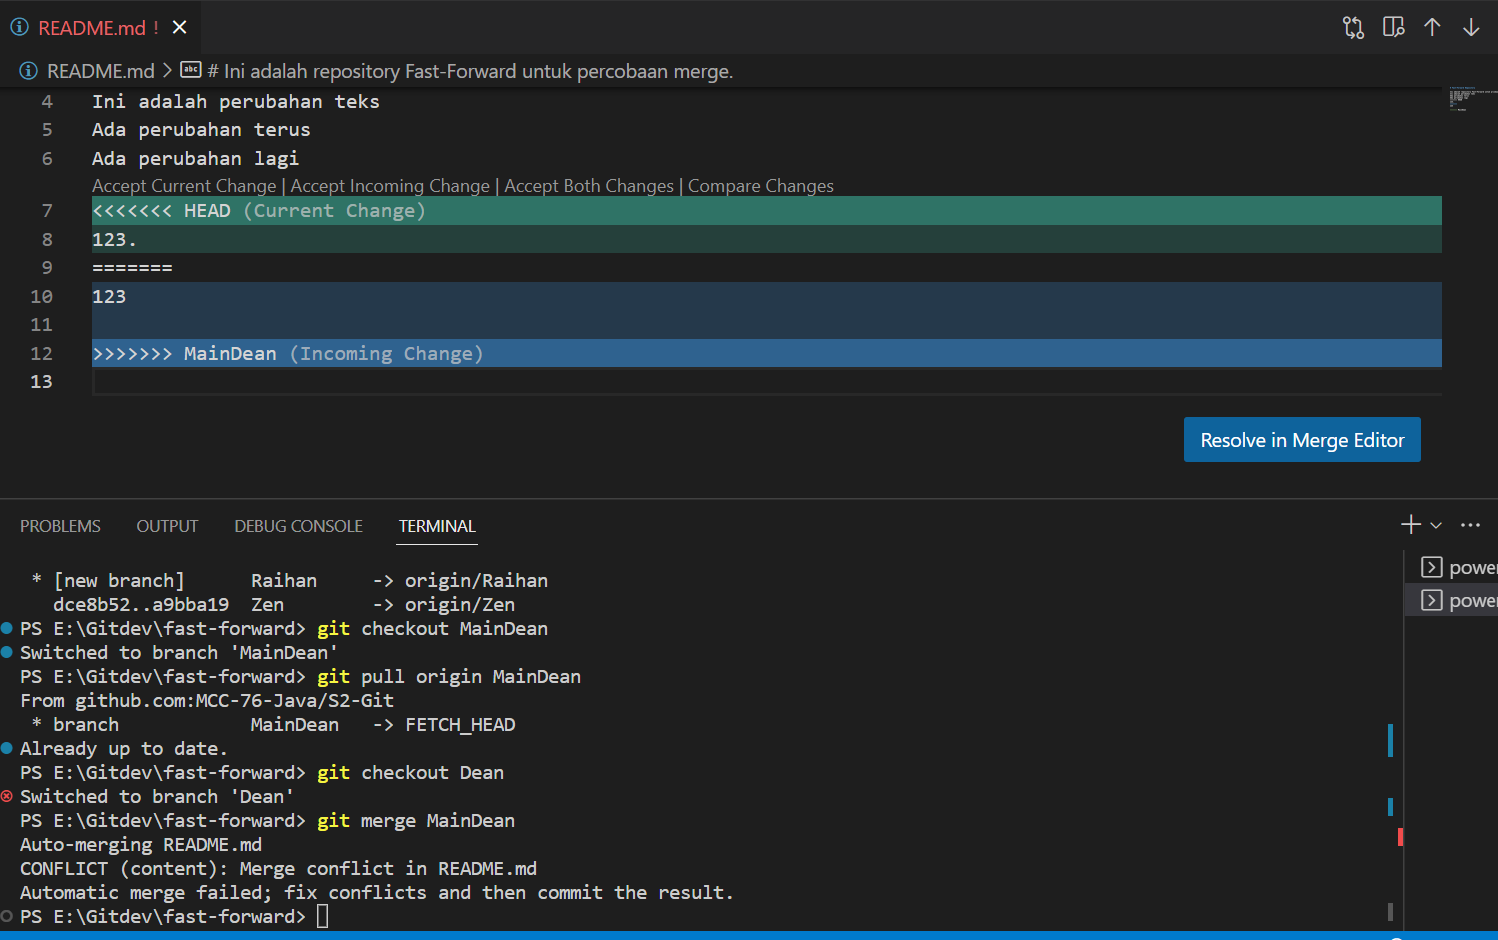 README.md !
README.md > # Ini adalah repository Fast-Forward untuk percobaan merge.
4 Ini adalah perubahan teks
5 Ada perubahan terus
6 Ada perubahan lagi
Accept Current Change | Accept Incoming Change | Accept Both Changes | Compare Changes
7 <<<<<<< HEAD (Current Change)
8 123.
9 =======
10 123
11
12 >>>>>>> MainDean (Incoming Change)
13
Resolve in Merge Editor
PROBLEMS OUTPUT DEBUG CONSOLE TERMINAL
* [new branch]      Raihan     -> origin/Raihan
dce8b52..a9bba19  Zen        -> origin/Zen
PS E:\Gitdev\fast-forward> git checkout MainDean
Switched to branch 'MainDean'
PS E:\Gitdev\fast-forward> git pull origin MainDean
From github.com:MCC-76-Java/S2-Git
* branch            MainDean   -> FETCH_HEAD
Already up to date.
PS E:\Gitdev\fast-forward> git checkout Dean
Switched to branch 'Dean'
PS E:\Gitdev\fast-forward> git merge MainDean
Auto-merging README.md
CONFLICT (content): Merge conflict in README.md
Automatic merge failed; fix conflicts and then commit the result.
PS E:\Gitdev\fast-forward>
power
power